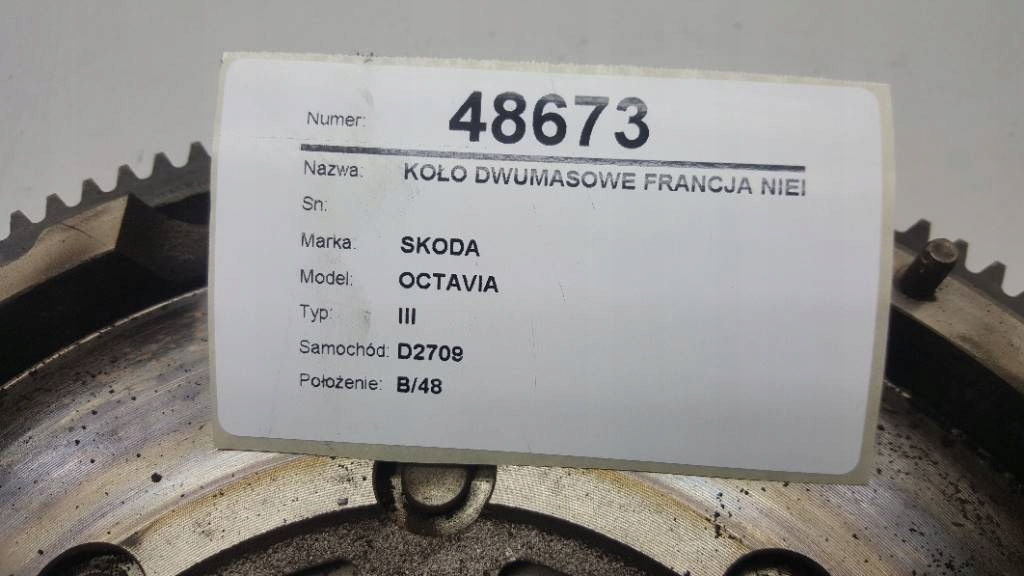 Numer: 48673
Nazwa: KOŁO DWUMASOWE FRANCJA NIEI
Sn:
Marka: SKODA
Model: OCTAVIA
Typ: III
Samochód: D2709
Położenie: B/48